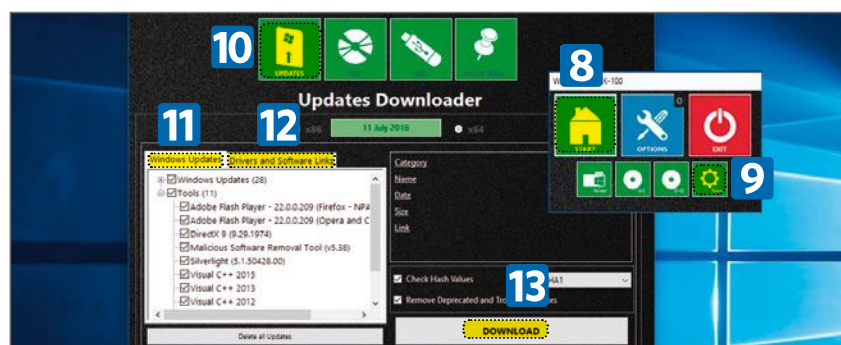 10
UPDATES
Updates Downloader
11
12
x86
11 July 2016
x64
Windows Updates
Drivers and Software Links
Windows Updates (28)
Tools (11)
Adobe Flash Player - 22.0.0.209 (Firefox - NPA
Adobe Flash Player - 22.0.0.209 (Opera and C
DirectX 9 (9.29.1974)
Malicious Software Removal Tool (v5.38)
Silverlight (5.1.50428.00)
Visual C++ 2015
Visual C++ 2013
Visual C++ 2012
Delete all Updates
Category
Name
Date
Size
Link
Check Hash Values
HA1
Remove Deprecated and
13
DOWNLOAD
8
X-100
START
0
OPTIONS
EXIT
9